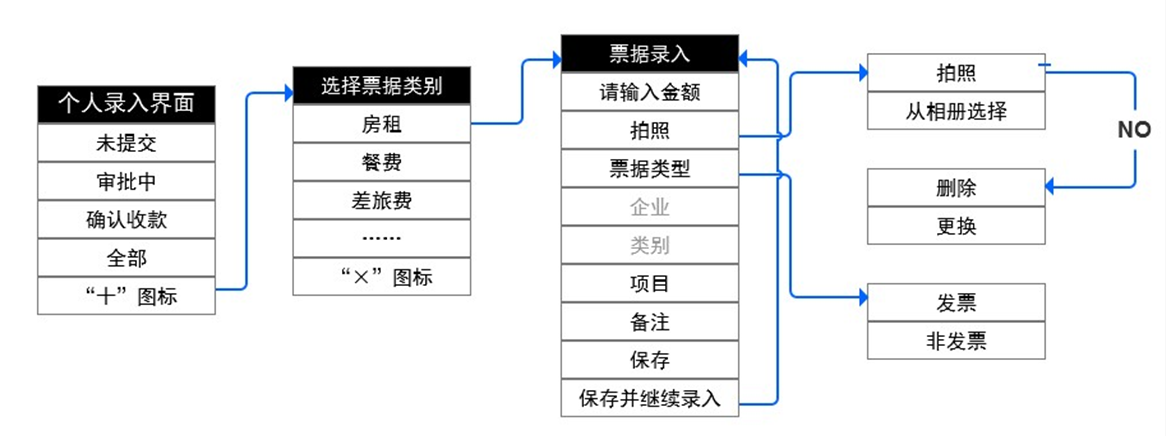 个人录入界面
未提交
审批中
确认收款
全部
“十”图标
选择票据类别
房租
餐费
差旅费
……
“×”图标
票据录入
请输入金额
拍照
票据类型
企业
类别
项目
备注
保存
保存并继续录入
拍照
从相册选择
NO
删除
更换
发票
非发票